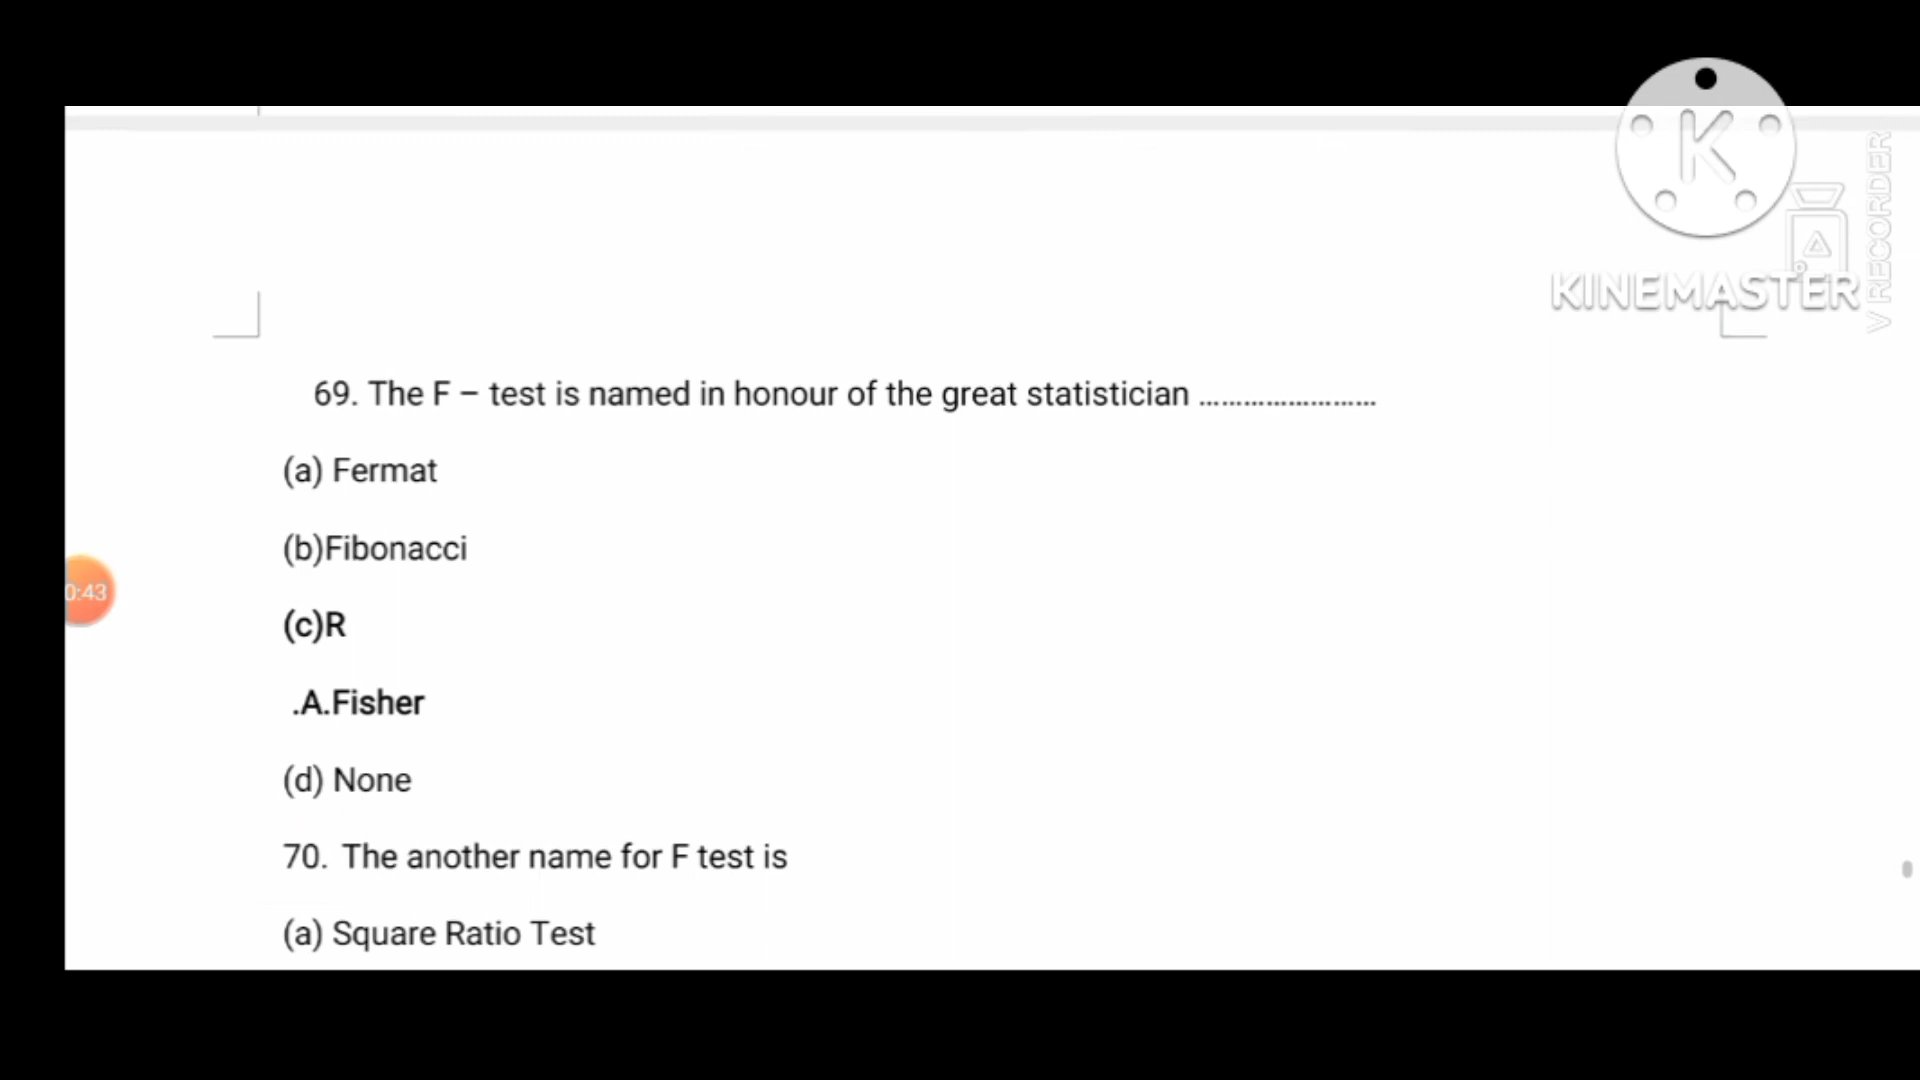 K
KINEMASTER
V RECORDER
69. The F – test is named in honour of the great statistician ........................
(a) Fermat
(b)Fibonacci
0:43
(c)R
.A.Fisher
(d) None
70. The another name for F test is
(a) Square Ratio Test